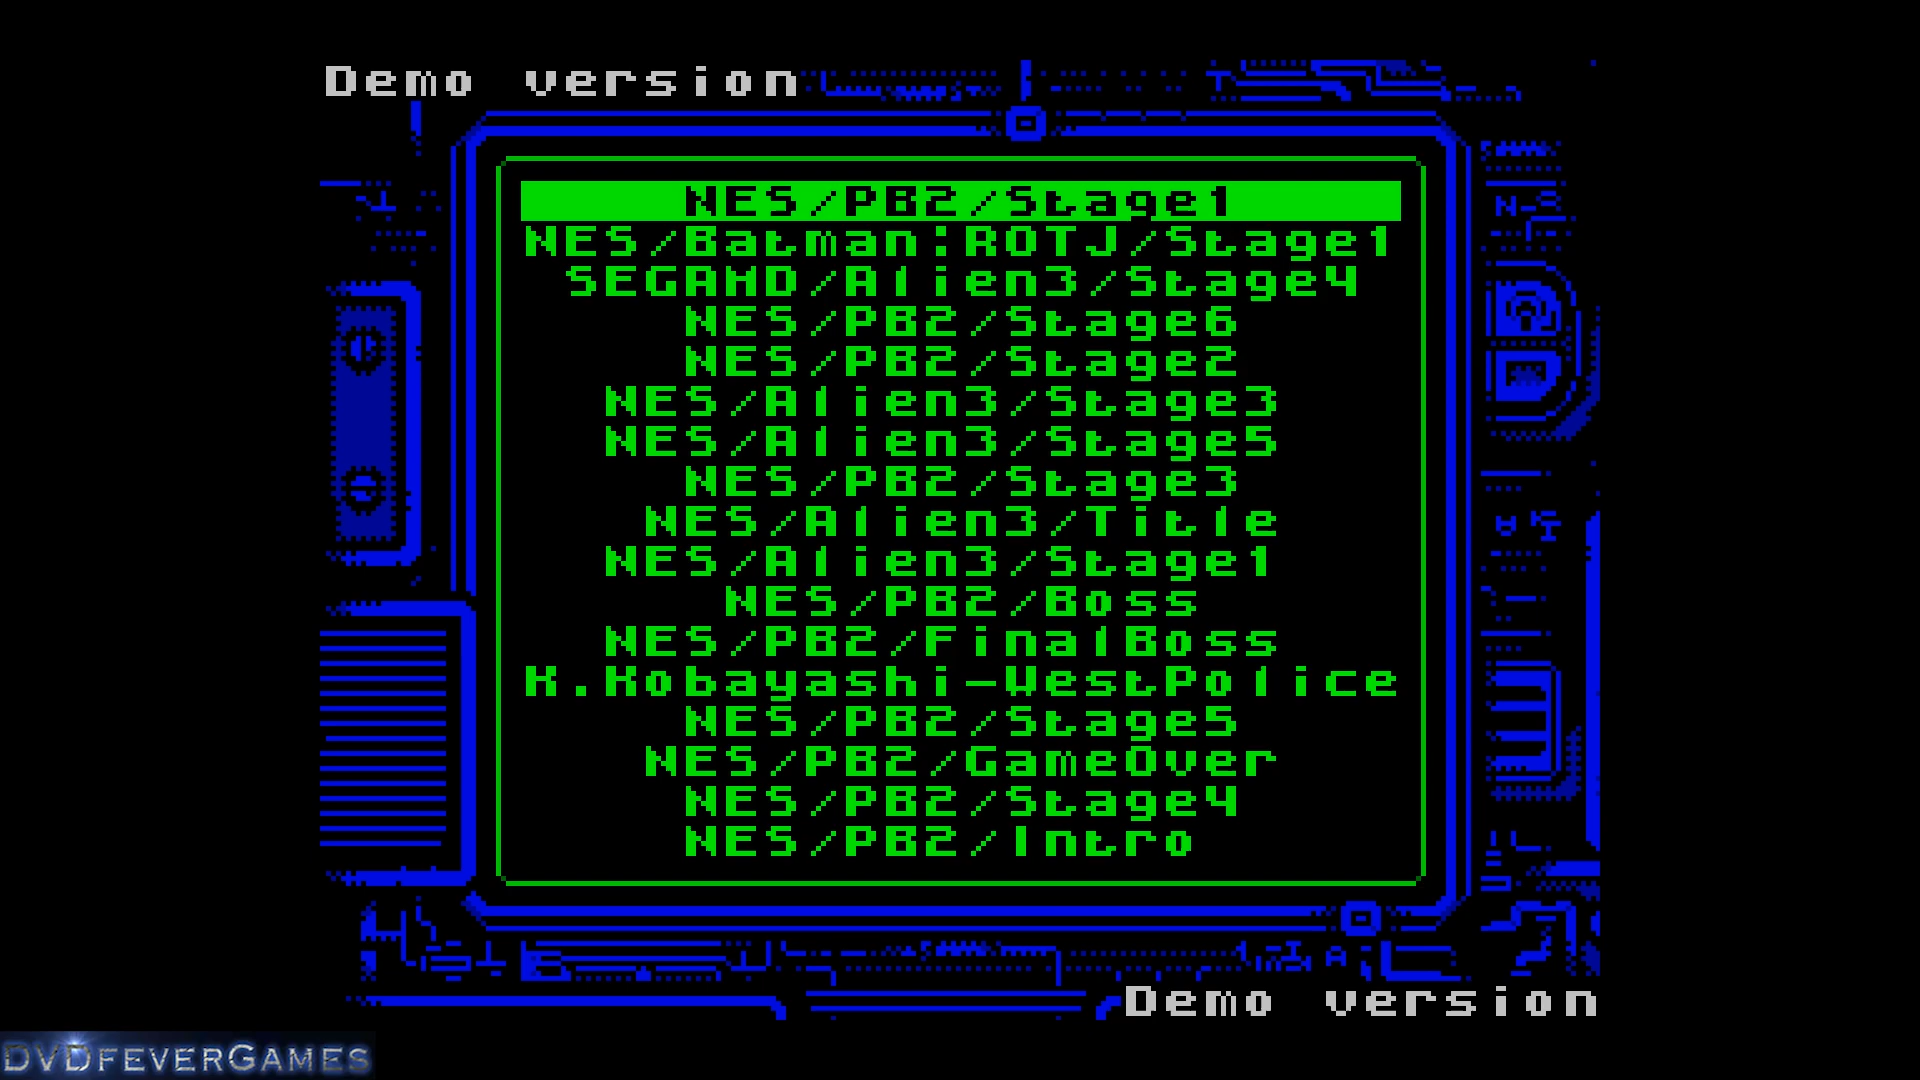 Demo version
NES/PB2/Stage1
NES/Batman:ROTJ/Stage1
SEGAMD/Alien3/Stage4
NES/PB2/Stage6
NES/PB2/Stage2
NES/Alien3/Stage3
NES/Alien3/Stage5
NES/PB2/Stage3
NES/Alien3/Title
NES/Alien3/Stage1
NES/PB2/Boss
NES/PB2/FinalBoss
K.Kobayashi-WestPolice
NES/PB2/Stage5
NES/PB2/GameOver
NES/PB2/Stage4
NES/PB2/Intro
Demo version
DVDFEVERGAMES